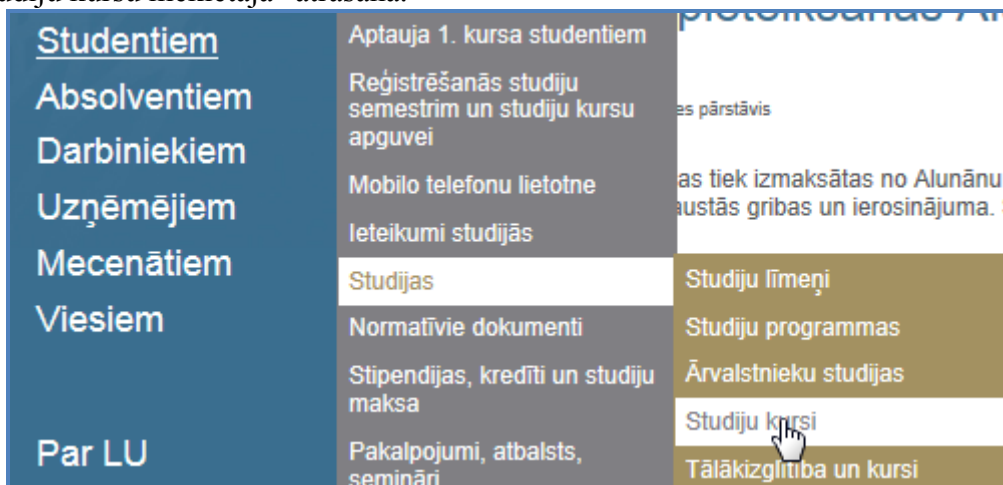 Studentiem
Absolventiem
Darbiniekiem
Uzņēmējiem
Mecenātiem
Viesiem
Par LU
Aptauja 1. kursa studentiem
Reģistrēšanās studiju
semestrim un studiju kursu
apguvei
Mobilo telefonu lietotne
Ieteikumi studijās
Studijas
Normatīvie dokumenti
Stipendijas, kredīti un studiju
maksa
Pakalpojumi, atbalsts,
semināri
es pārstāvis
as tiek izmaksātas no Alunānu
austās gribas un ierosinājuma.
Studiju līmeņi
Studiju programmas
Ārvalstnieku studijas
Studiju kursi
Tālākizglītība un kursi